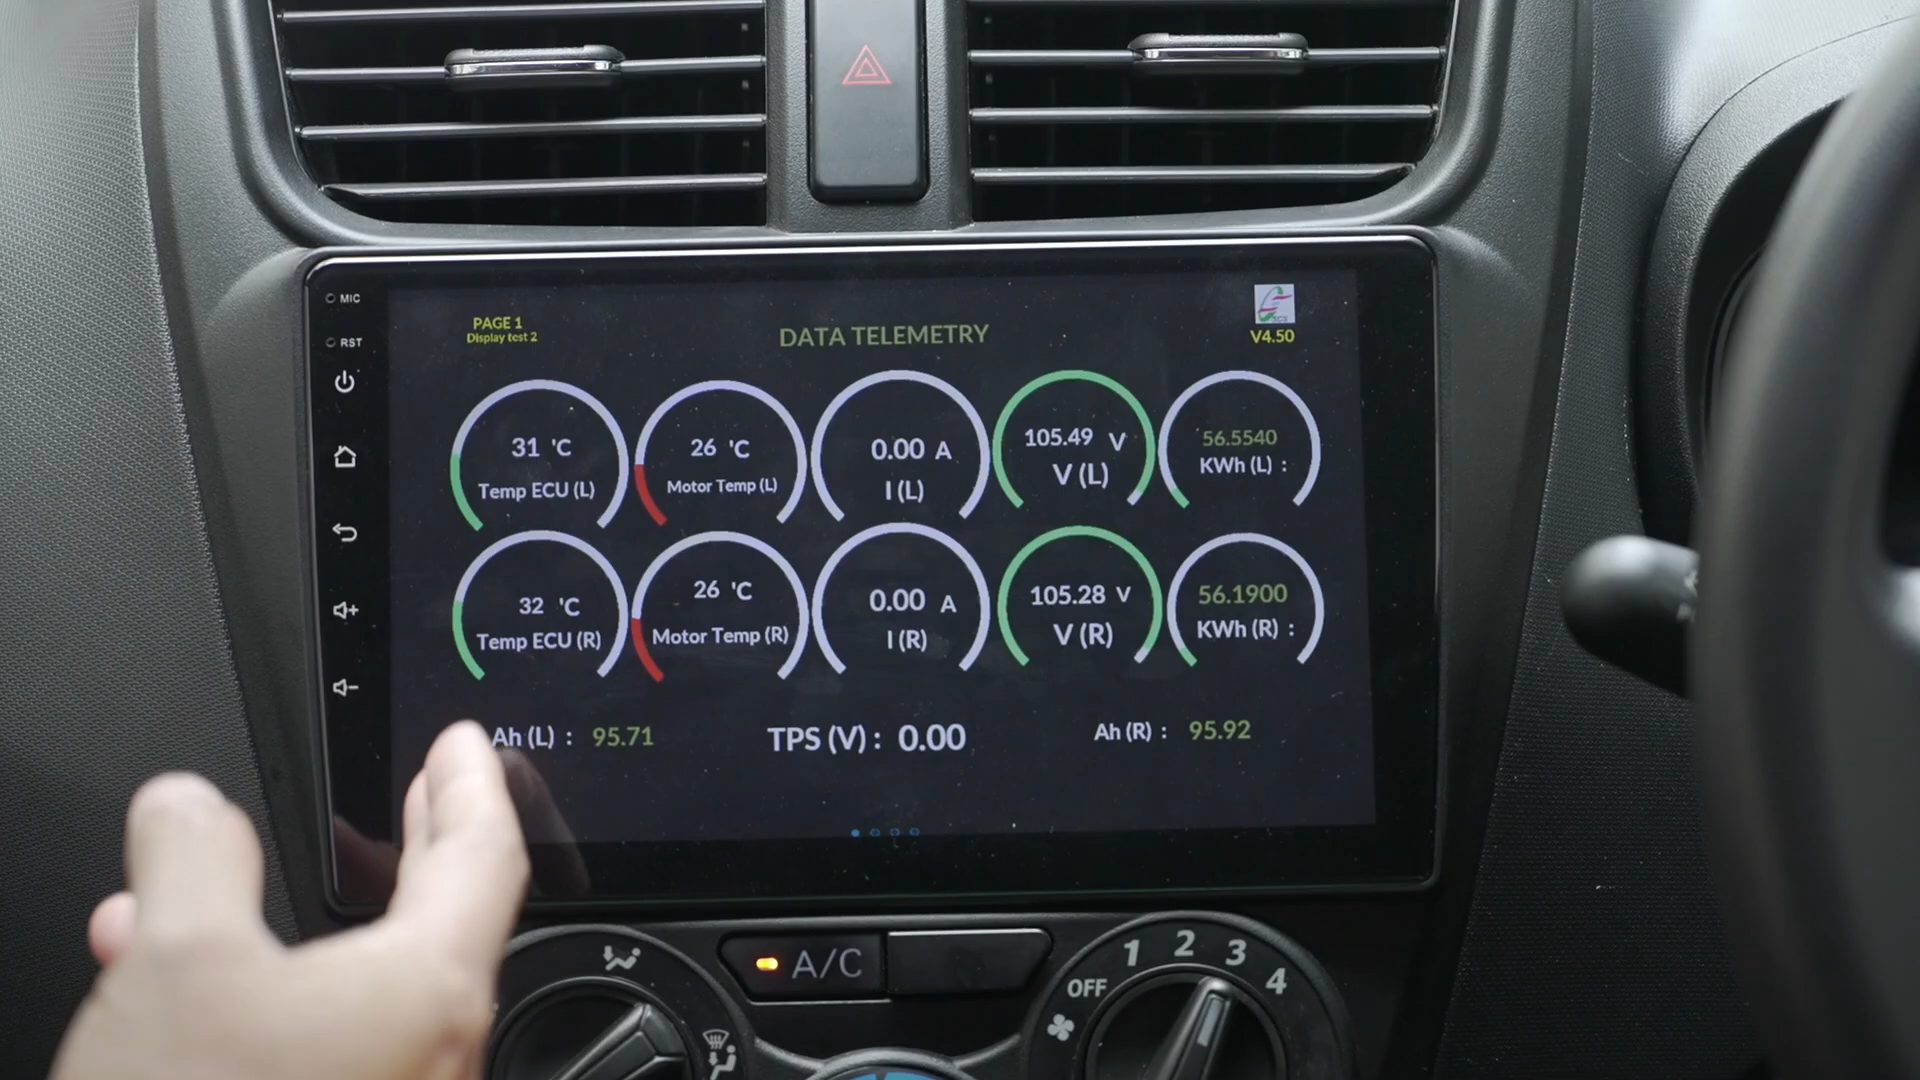 MIC
RST
PAGE 1
Display test 2
DATA TELEMETRY
V4.50
31 'C
Temp ECU (L)
26 'C
Motor Temp (L)
0.00 A
I (L)
105.49 V
V (L)
56.5540
KWh (L) :
32 'C
Temp ECU (R)
26 'C
Motor Temp (R)
0.00 A
I (R)
105.28 V
V (R)
56.1900
KWh (R) :
Ah (L) : 95.71
TPS (V) : 0.00
Ah (R) : 95.92
A/C
OFF 1 2 3 4